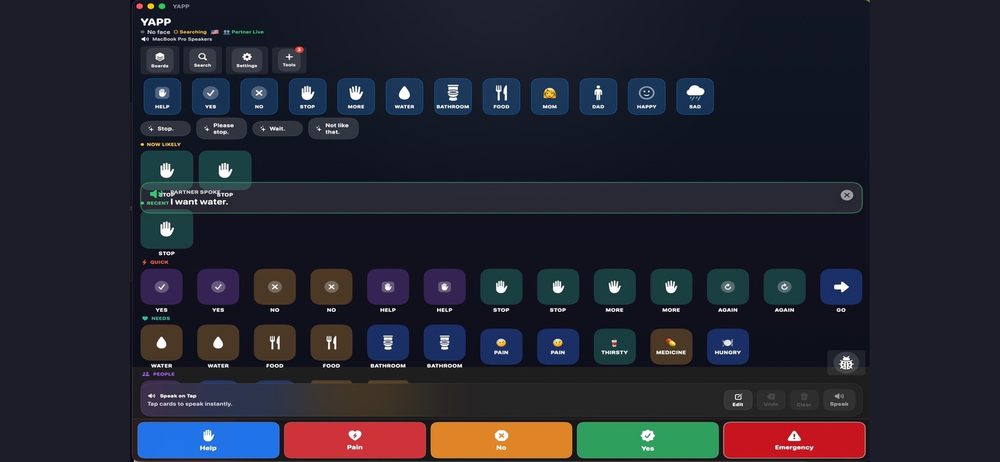 YAPP
YAPP
No face Searching Partner Live
MacBook Pro Speakers
Boards Search Settings Tools 3
HELP YES NO STOP MORE WATER BATHROOM FOOD MOM DAD HAPPY SAD
Stop. Please stop. Wait. Not like that.
NOW LIKELY
STOP STOP
PARTNER SPOKE
I want water.
RECENT
STOP
QUICK
YES YES NO NO HELP HELP STOP STOP MORE MORE AGAIN AGAIN GO
NEEDS
WATER WATER FOOD FOOD BATHROOM BATHROOM PAIN PAIN THIRSTY MEDICINE HUNGRY
PEOPLE
Speak on Tap
Tap cards to speak instantly.
Edit Undo Clear Speak
Help Pain No Yes Emergency